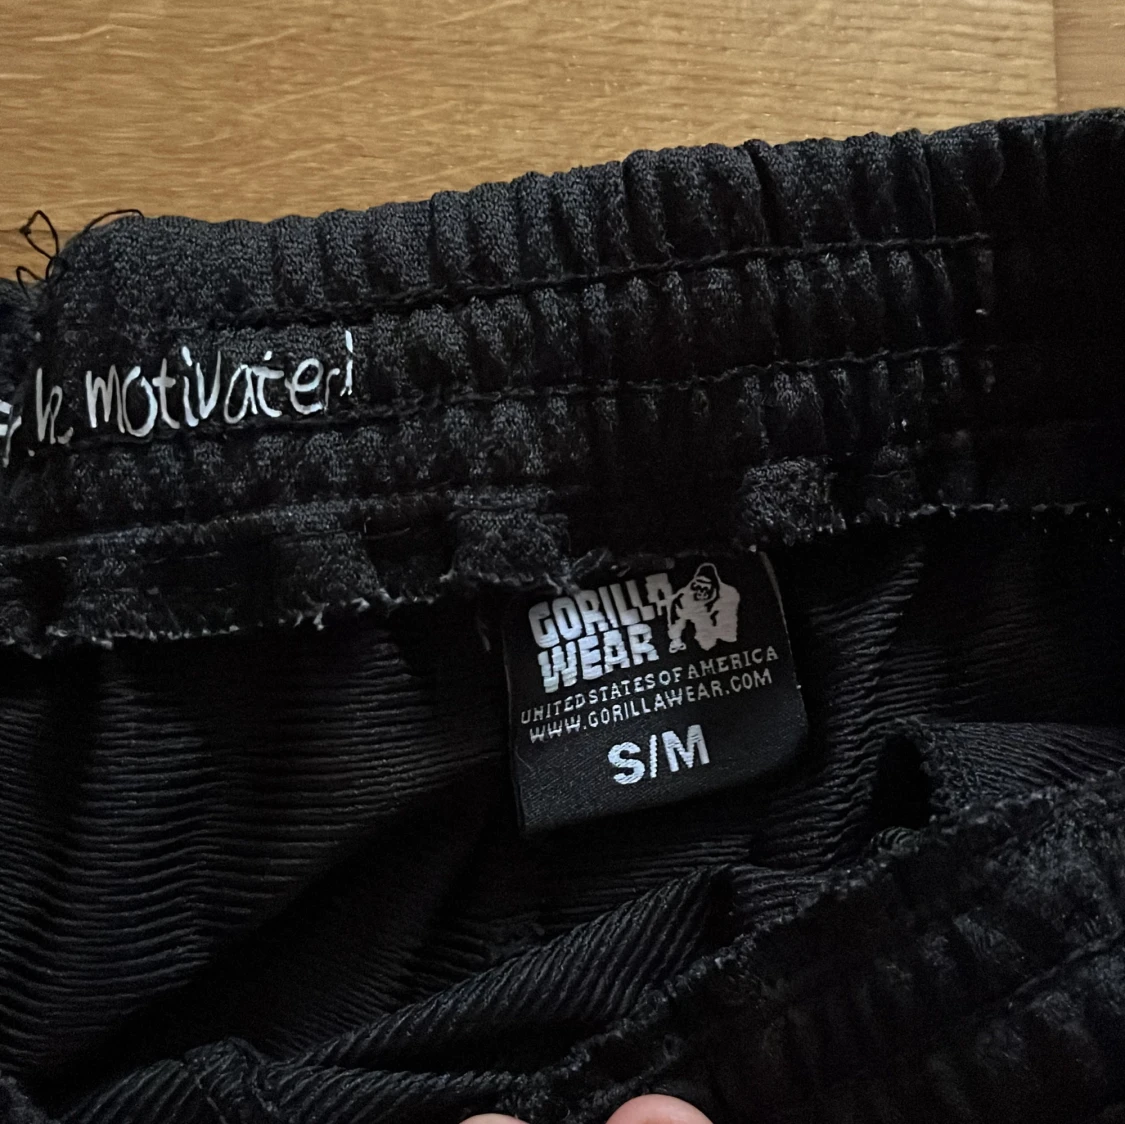 motivated
GORILLA
WEAR
UNITED STATES OF AMERICA
WWW.GORILLAWEAR.COM
S/M